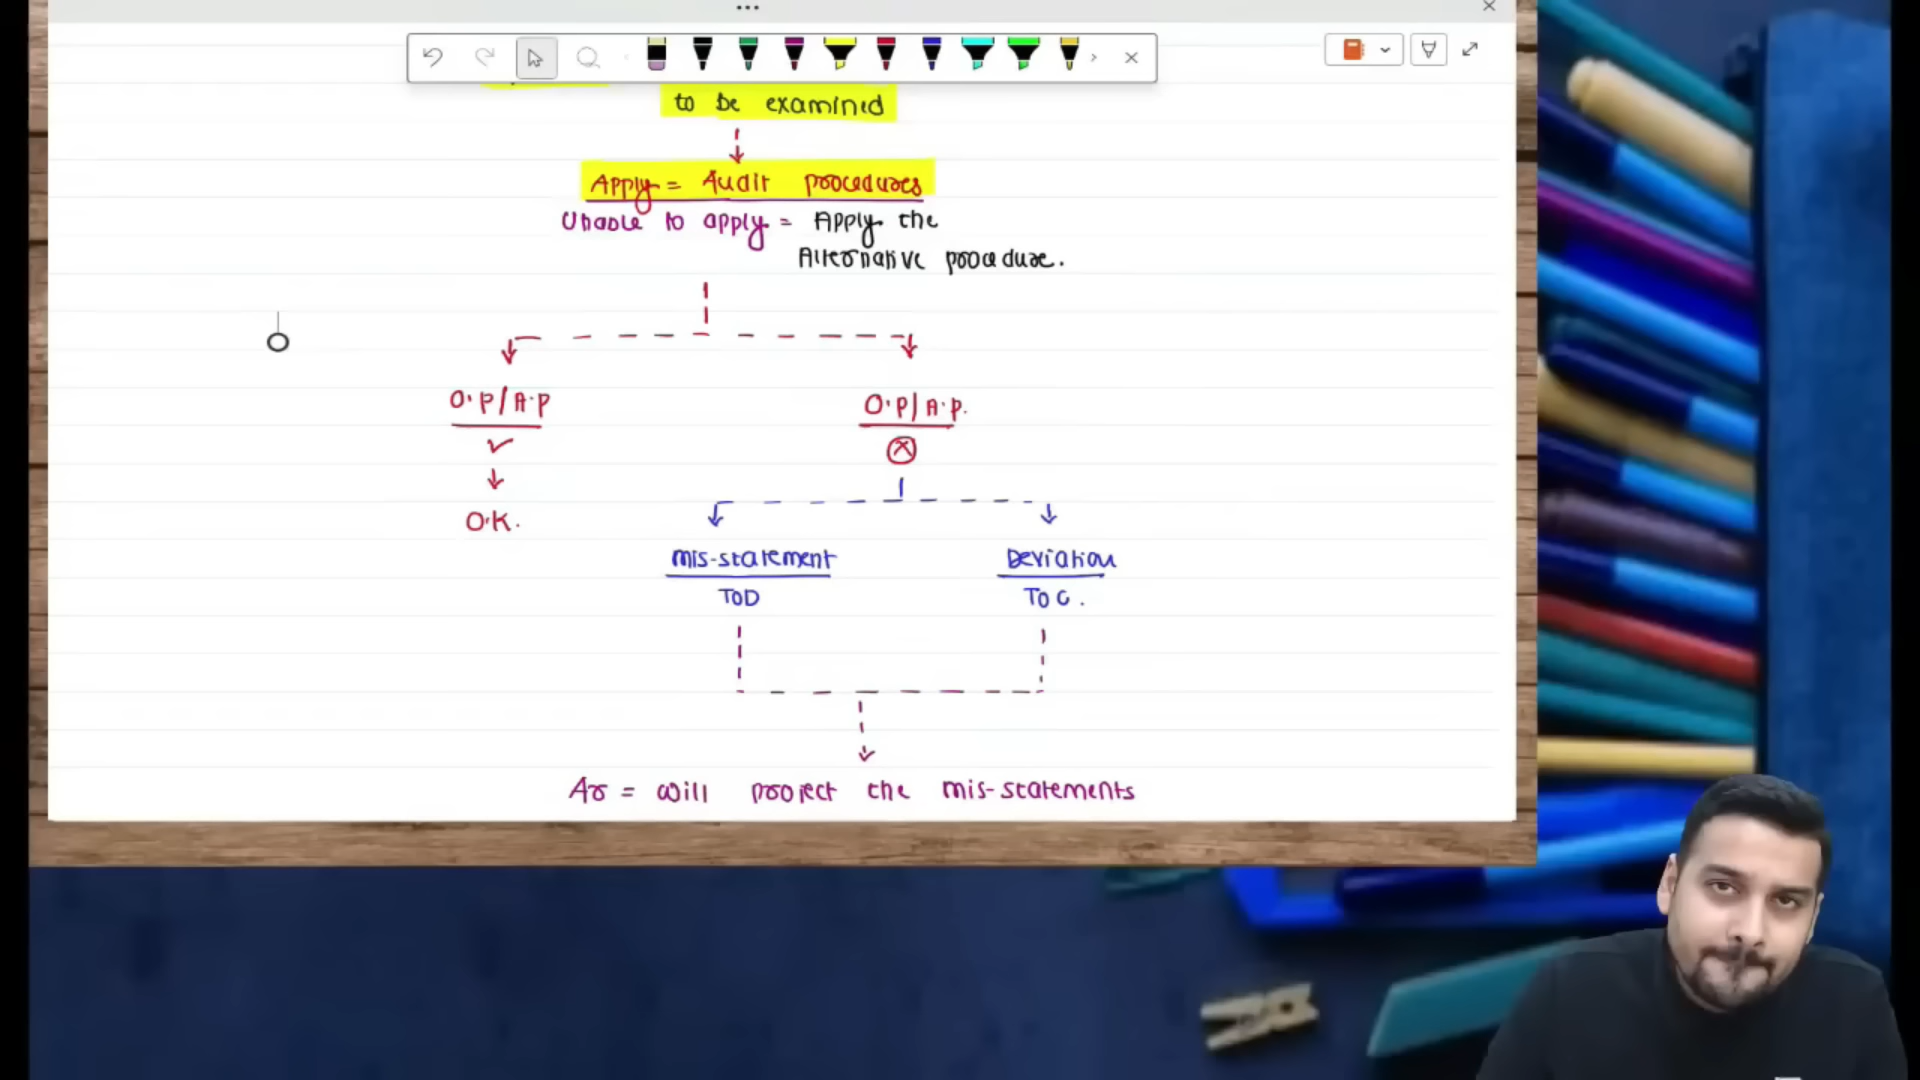 to be examined
Apply = Audit procedures
Unable to apply = Apply the
Alternative procedure.
O.P/A.P
O.P/A.P.
O.K.
Mis-statement
Deviation
TOD
TOC.
Ar = will project the mis-statements